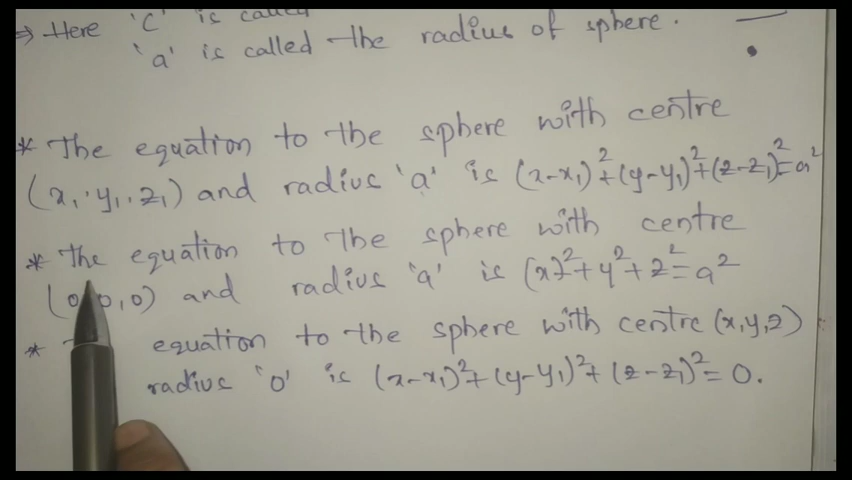 ⇒ Here 'c' is called
'a' is called the radius of sphere.
* The equation to the sphere with centre
(x₁, y₁, z₁) and radius 'a' is (x-x₁)²+(y-y₁)²+(z-z₁)²=a²
* The equation to the sphere with centre
(0,0,0) and radius 'a' is (x)²+y²+z²=a²
* equation to the sphere with centre (x,y,z)
radius '0' is (x-x₁)²+(y-y₁)²+(z-z₁)²=0.